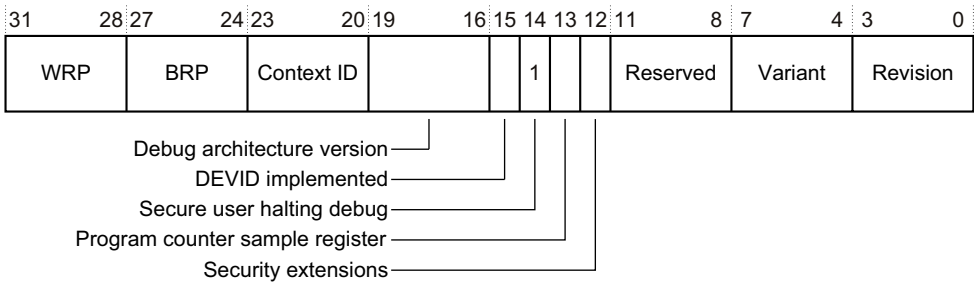 31 28 27 24 23 20 19 16 15 14 13 12 11 8 7 4 3 0
WRP BRP Context ID 1 Reserved Variant Revision
Debug architecture version
DEVID implemented
Secure user halting debug
Program counter sample register
Security extensions